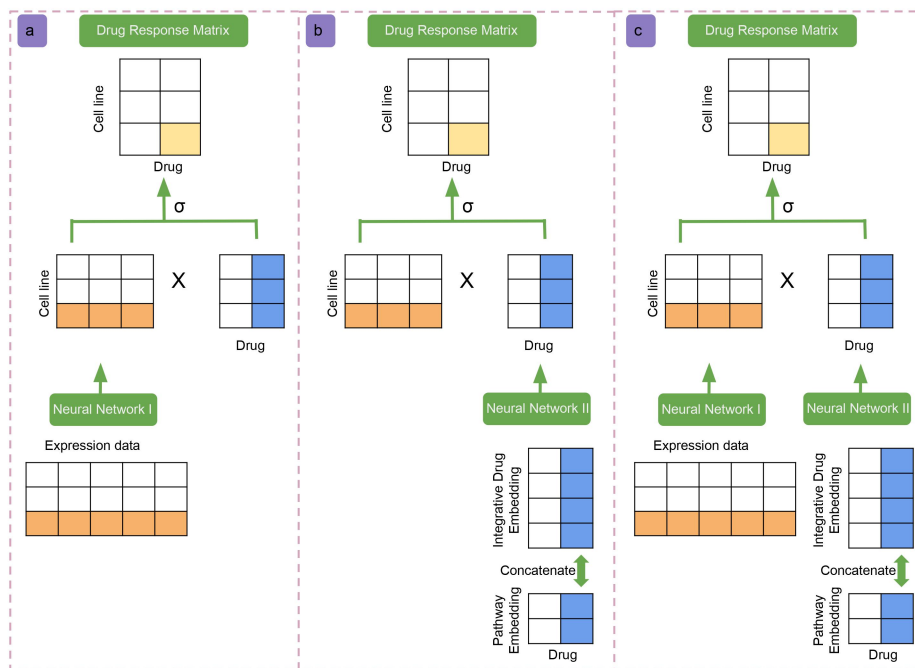 a
Drug Response Matrix
Cell line
Drug
σ
Cell line
X
Drug
Neural Network I
Expression data
b
Drug Response Matrix
Cell line
Drug
σ
Cell line
X
Drug
Neural Network II
Integrative Drug
Embedding
Concatenate
Pathway
Embedding
Drug
c
Drug Response Matrix
Cell line
Drug
σ
Cell line
X
Drug
Neural Network I
Neural Network II
Expression data
Integrative Drug
Embedding
Concatenate
Pathway
Embedding
Drug